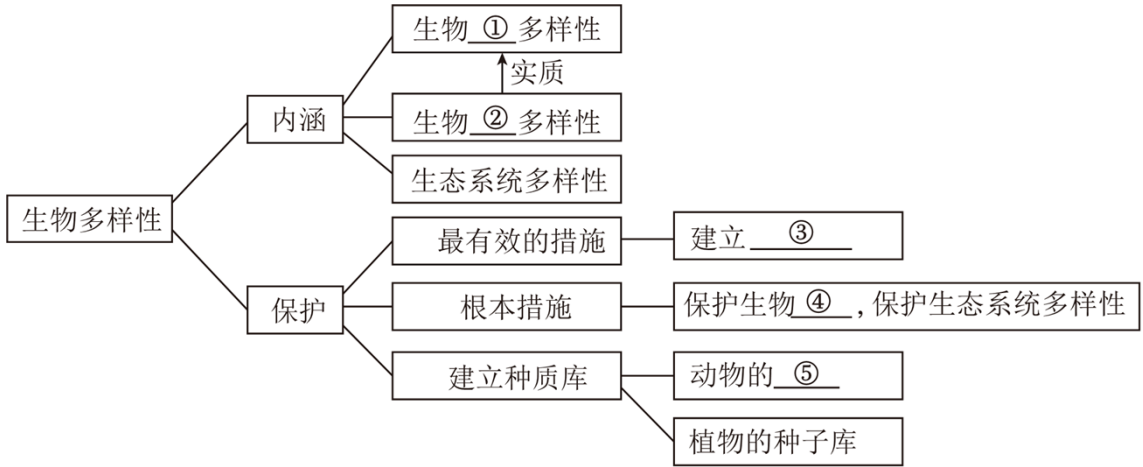 生物多样性
内涵
生物 ① 多样性
实质
生物 ② 多样性
生态系统多样性
保护
最有效的措施
建立 ③
根本措施
保护生物 ④ ,保护生态系统多样性
建立种质库
动物的 ⑤
植物的种子库